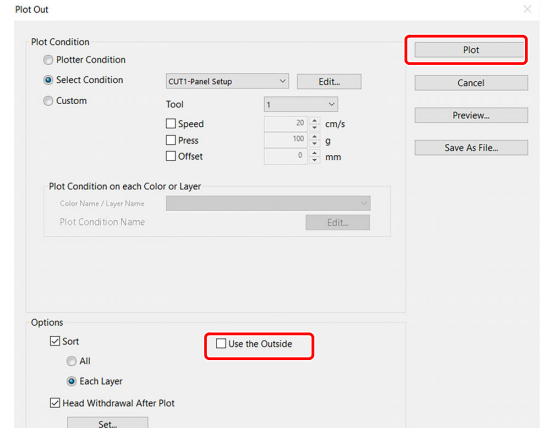 Plot Out
Plot Condition
Plot
Plotter Condition
Select Condition CUT1-Panel Setup Edit...
Cancel
Custom Tool 1
Speed 20 cm/s
Preview...
Press 100 g
Offset 0 mm
Save As File...
Plot Condition on each Color or Layer
Color Name / Layer Name
Plot Condition Name Edit...
Options
Sort Use the Outside
All
Each Layer
Head Withdrawal After Plot
Set...